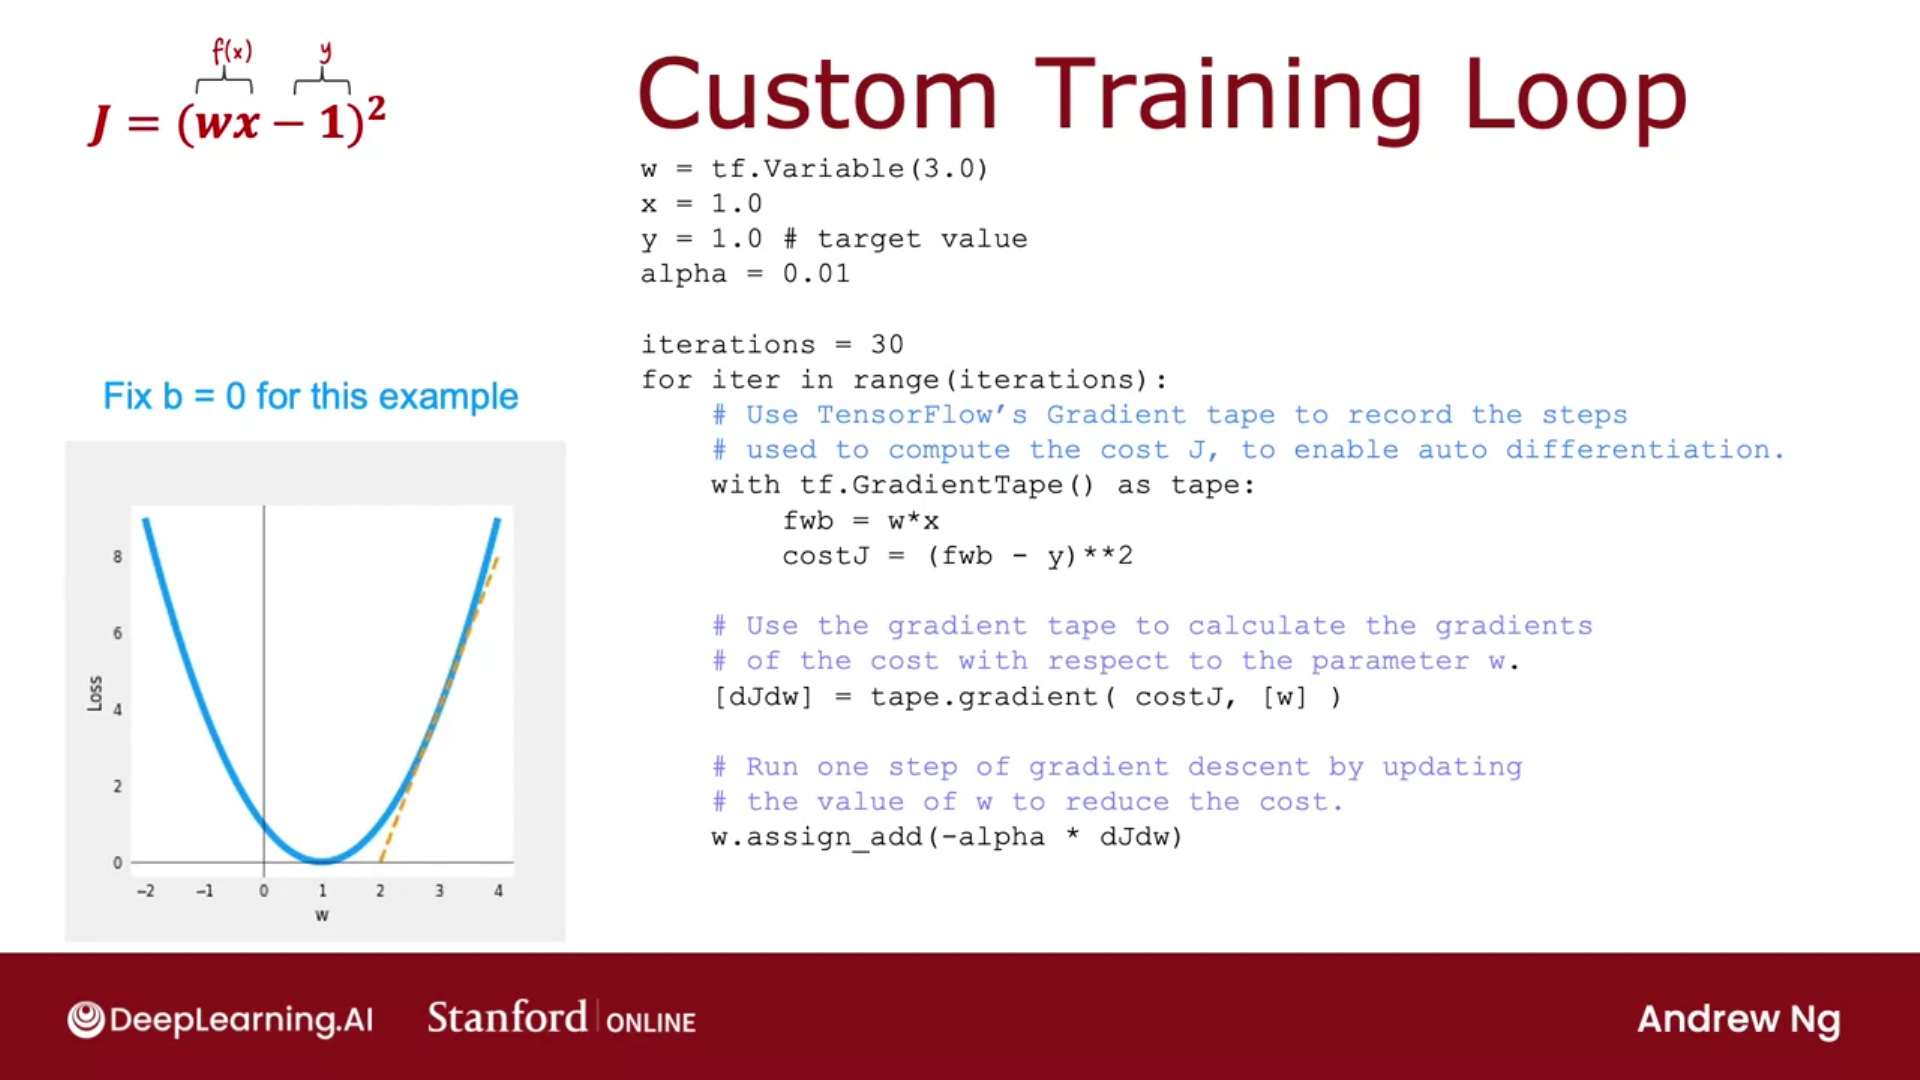 f(x) y
J = (wx − 1)²
Custom Training Loop
w = tf.Variable(3.0)
x = 1.0
y = 1.0 # target value
alpha = 0.01
iterations = 30
for iter in range(iterations):
# Use TensorFlow’s Gradient tape to record the steps
# used to compute the cost J, to enable auto differentiation.
with tf.GradientTape() as tape:
fwb = w*x
costJ = (fwb - y)**2
# Use the gradient tape to calculate the gradients
# of the cost with respect to the parameter w.
[dJdw] = tape.gradient( costJ, [w] )
# Run one step of gradient descent by updating
# the value of w to reduce the cost.
w.assign_add(-alpha * dJdw)
Fix b = 0 for this example
8
6
4
2
0
Loss
−2 −1 0 1 2 3 4
w
DeepLearning.AI
Stanford | ONLINE
Andrew Ng